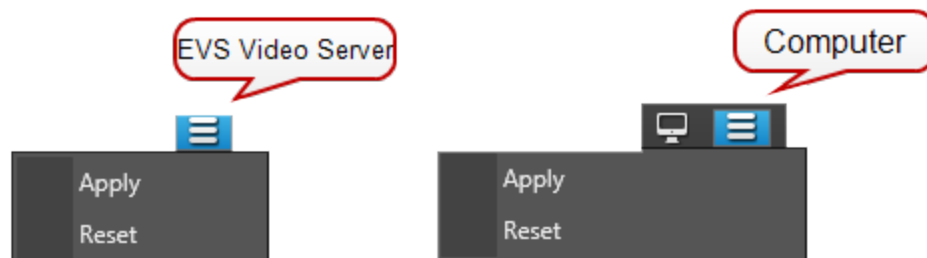 EVS Video Server
Computer
Apply
Reset
Apply
Reset